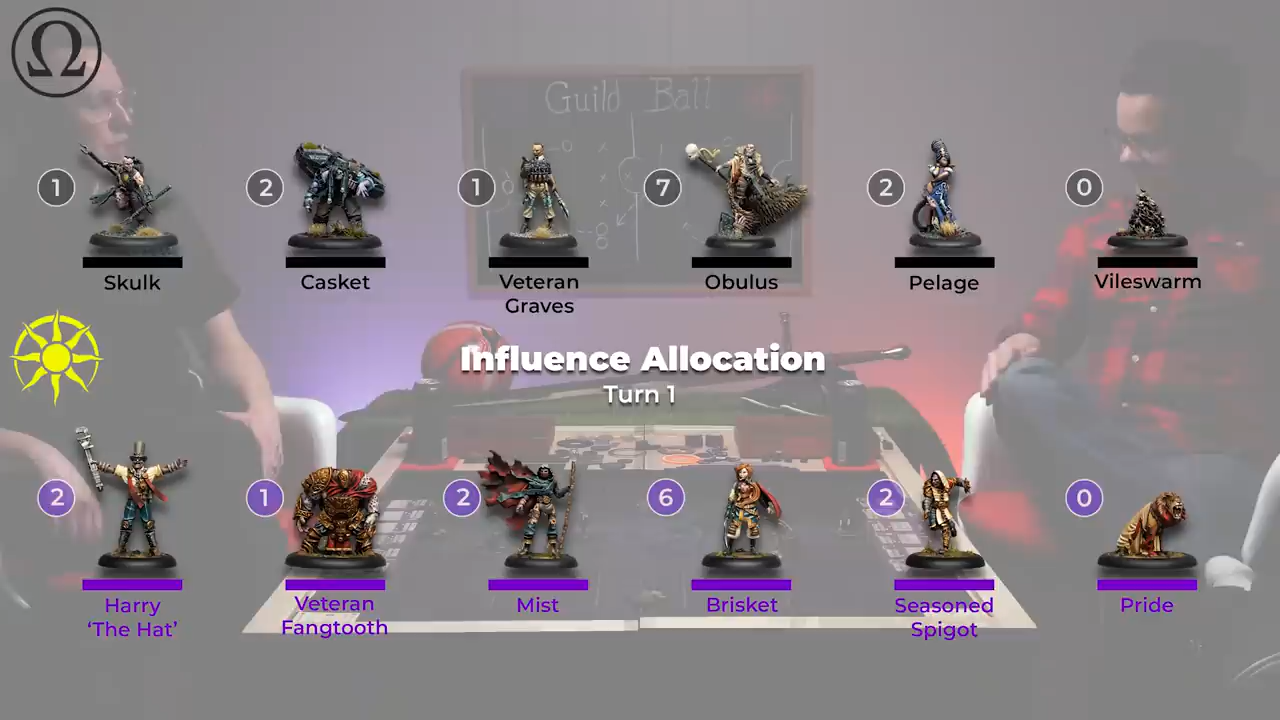 Ω
Guild Ball
1
2
1
7
2
0
Skulk
Casket
Veteran
Graves
Obulus
Pelage
Vileswarm
Influence Allocation
Turn 1
2
1
2
6
2
0
Harry
‘The Hat’
Veteran
Fangtooth
Mist
Brisket
Seasoned
Spigot
Pride